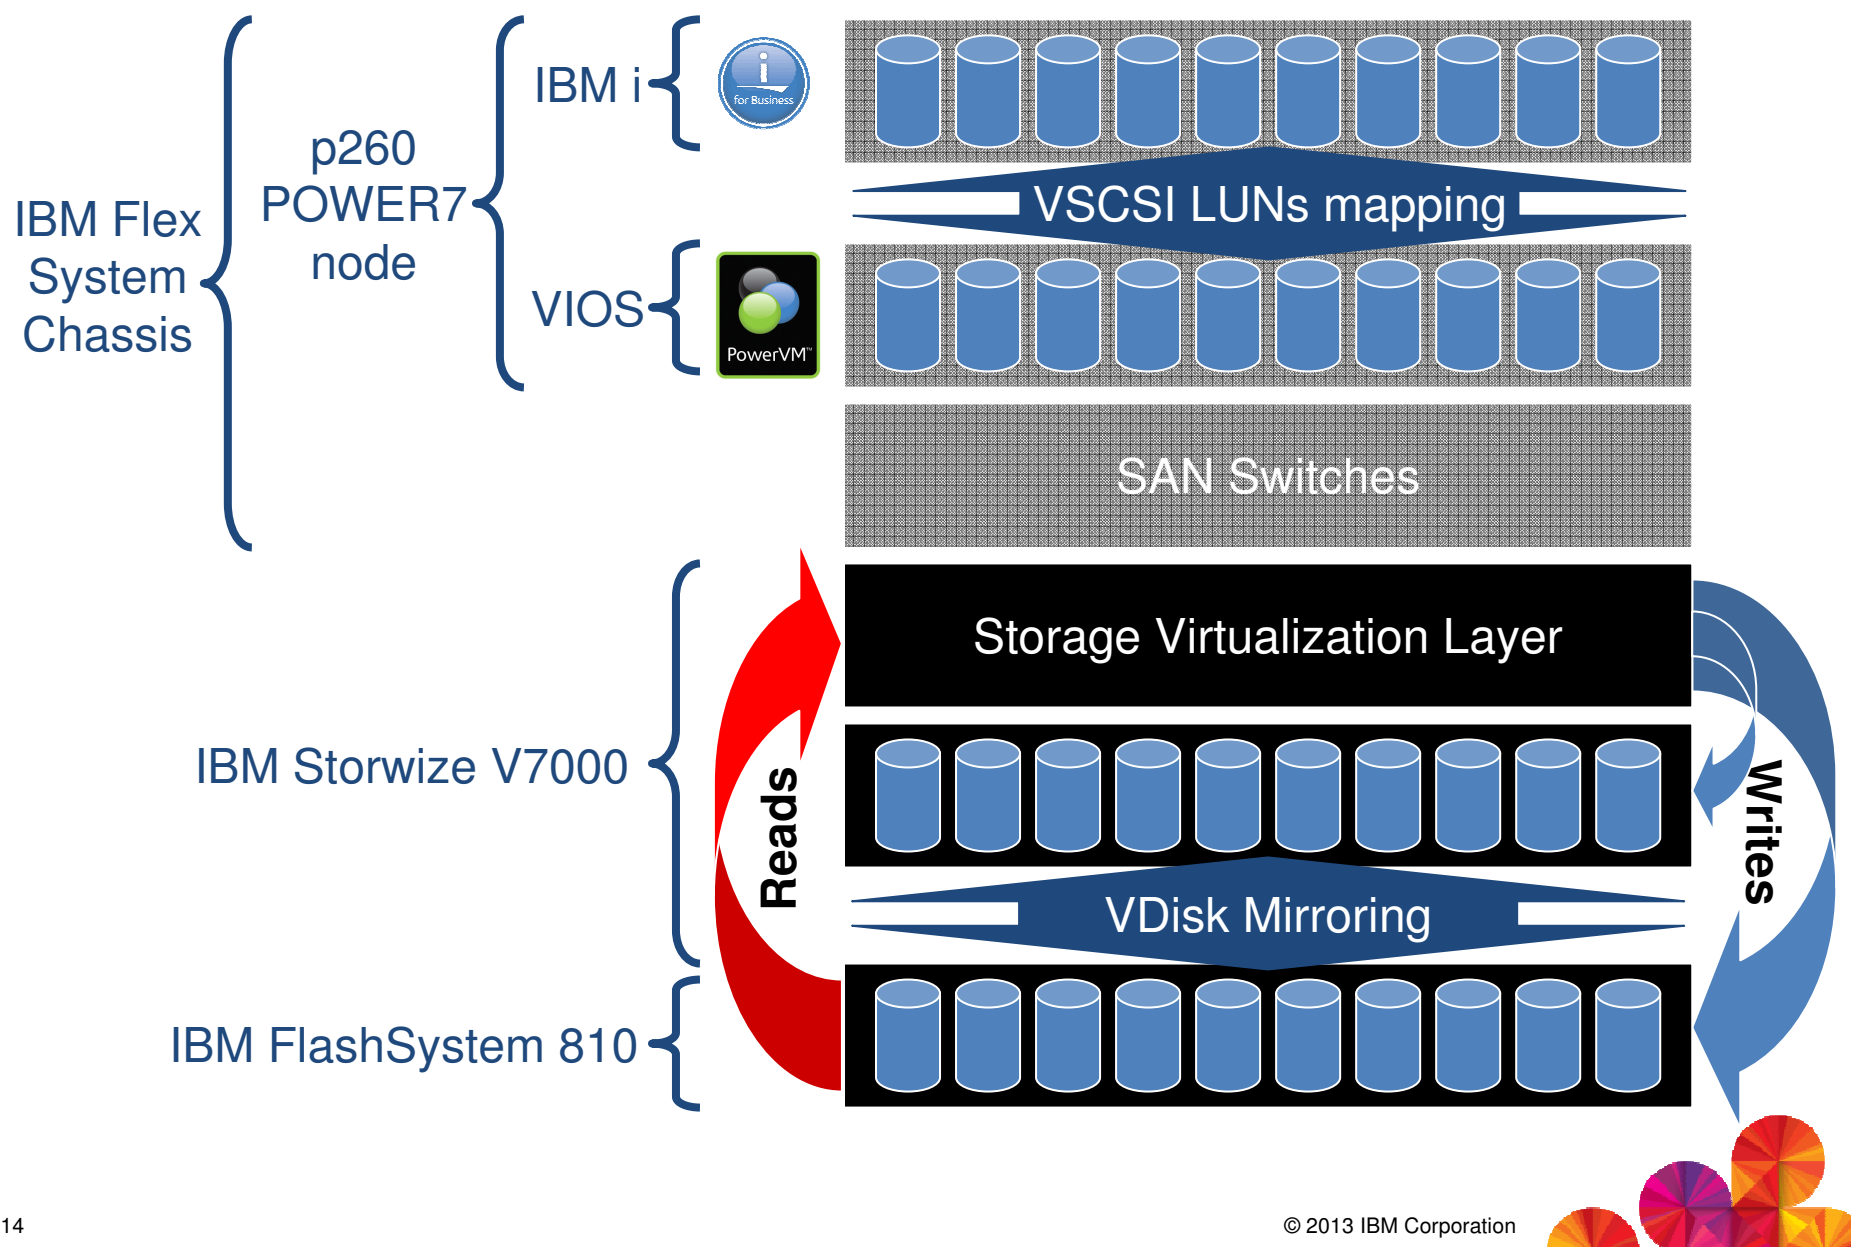 IBM i
for Business
p260
POWER7
node
VSCSI LUNs mapping
IBM Flex
System
Chassis
VIOS
PowerVM™
SAN Switches
Storage Virtualization Layer
IBM Storwize V7000
Reads
Writes
VDisk Mirroring
IBM FlashSystem 810
14
© 2013 IBM Corporation